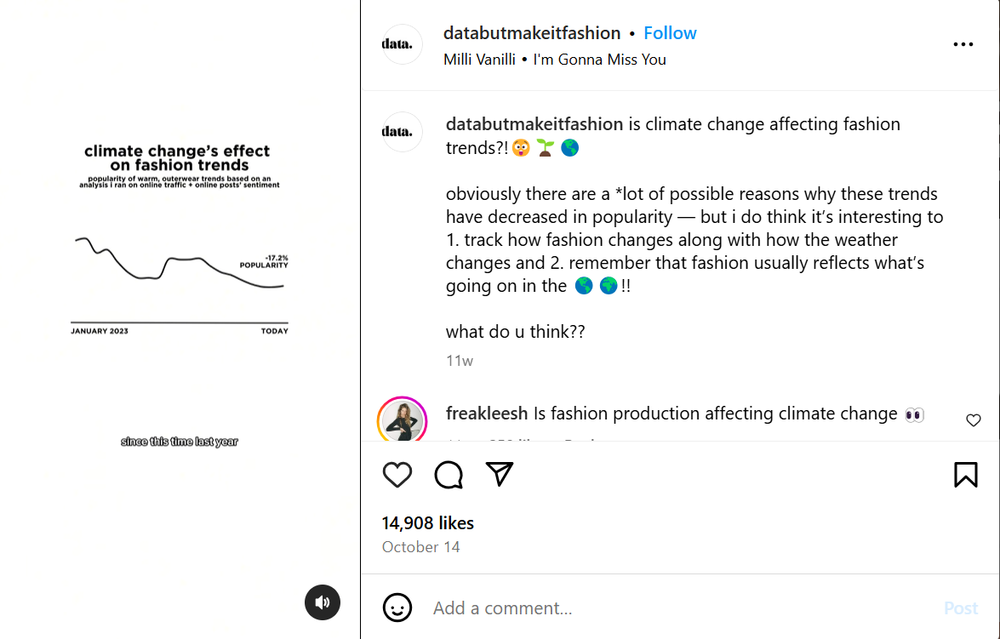 climate change's effect
on fashion trends
popularity of warm, outerwear trends based on an
analysis i ran on online traffic + online posts' sentiment
-17.2%
POPULARITY
JANUARY 2023
TODAY
since this time last year
data.
databutmakeitfashion • Follow
Milli Vanilli • I'm Gonna Miss You
data.
databutmakeitfashion is climate change affecting fashion
trends?!😳 🌱 🌎
obviously there are a *lot of possible reasons why these trends
have decreased in popularity — but i do think it's interesting to
1. track how fashion changes along with how the weather
changes and 2. remember that fashion usually reflects what's
going on in the 🌎 🌍 !!
what do u think??
11w
freakleesh Is fashion production affecting climate change 👀
14,908 likes
October 14
Add a comment...
Post